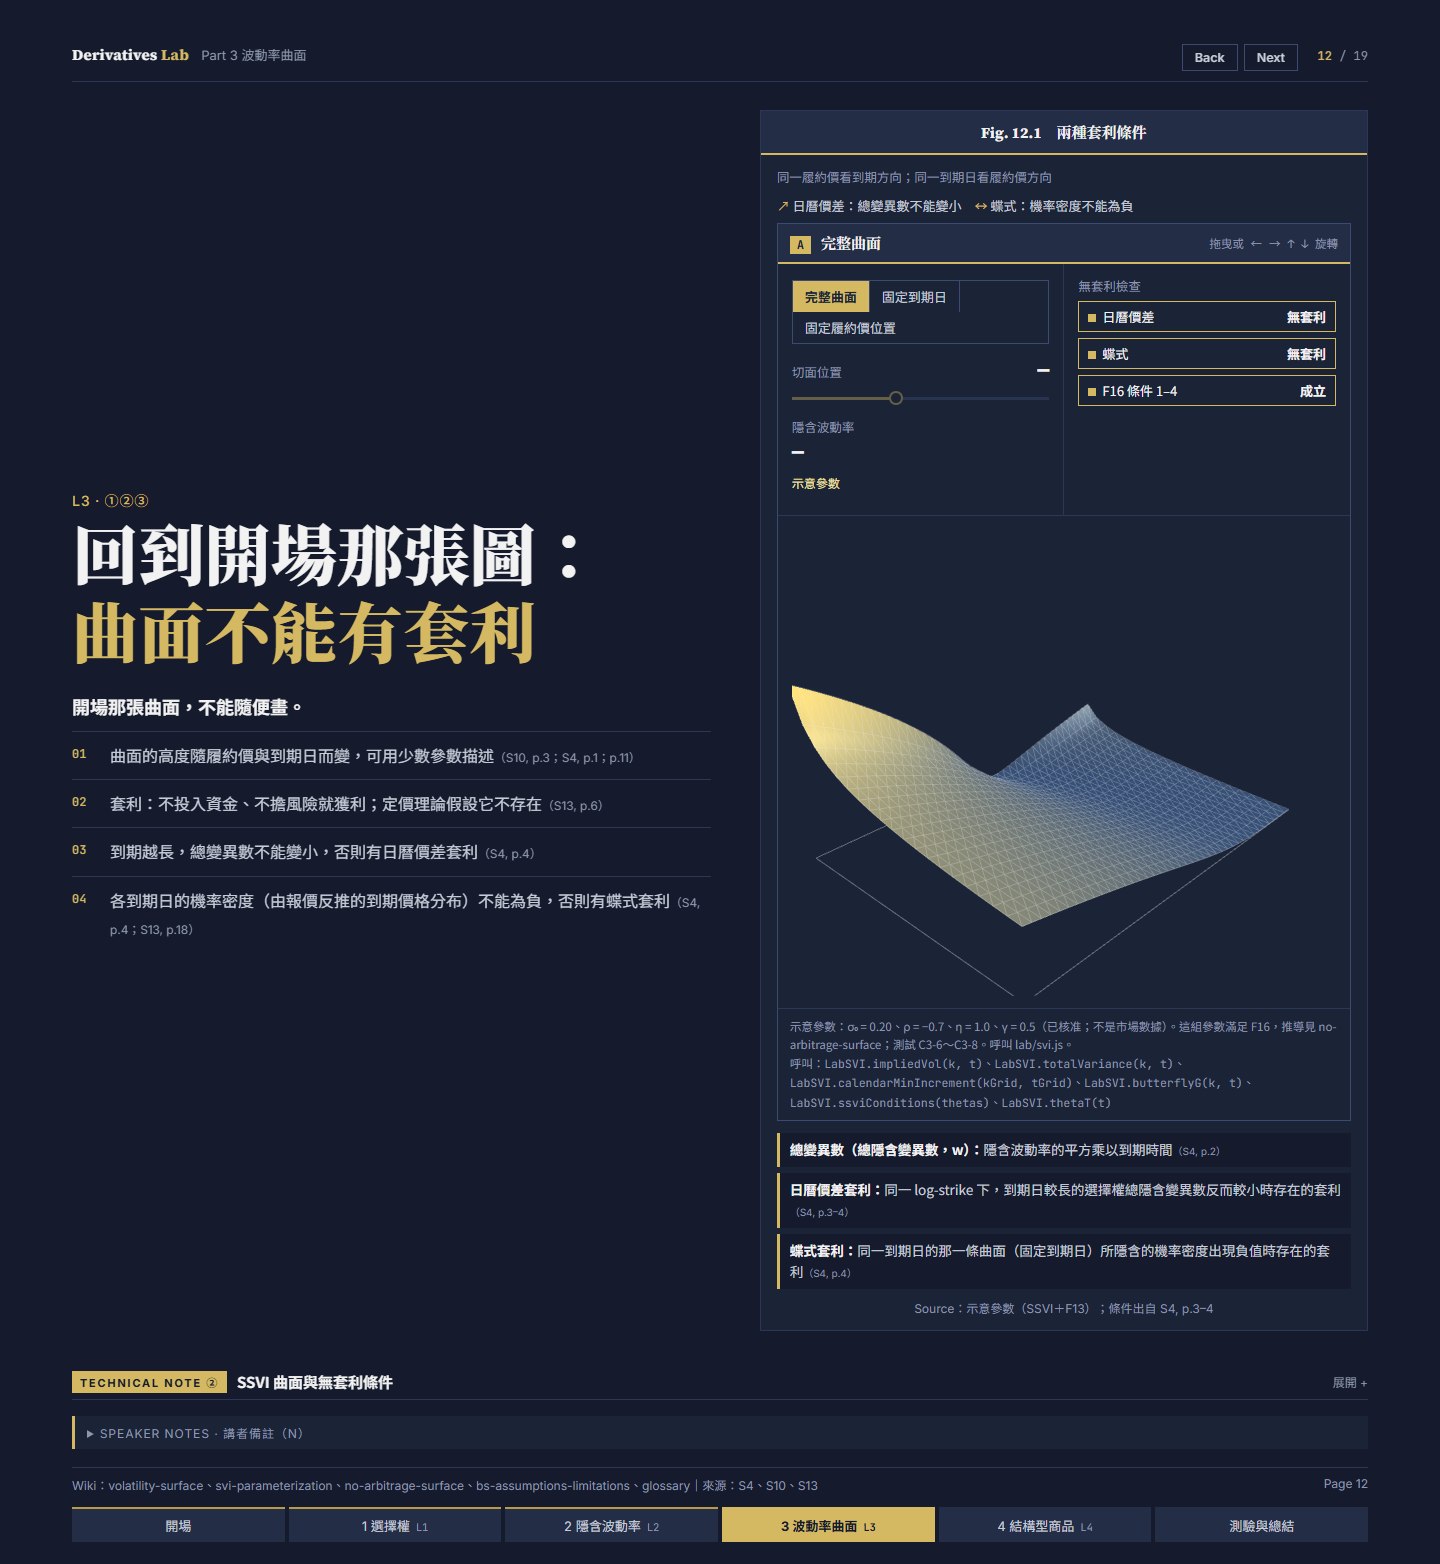 Derivatives Lab Part 3 波動率曲面
Back Next 12 / 19
L3 · ①②③
回到開場那張圖：
曲面不能有套利
開場那張曲面，不能隨便畫。
01 曲面的高度隨履約價與到期日而變，可用少數參數描述（S10, p.3；S4, p.1；p.11）
02 套利：不投入資金、不擔風險就獲利；定價理論假設它不存在（S13, p.6）
03 到期越長，總變異數不能變小，否則有日曆價差套利（S4, p.4）
04 各到期日的機率密度（由報價反推的到期價格分布）不能為負，否則有蝶式套利（S4,
p.4；S13, p.18）
Fig. 12.1 兩種套利條件
同一履約價看到期方向；同一到期日看履約價方向
↗ 日曆價差：總變異數不能變小 ↔ 蝶式：機率密度不能為負
A 完整曲面 拖曳或 ← → ↑ ↓ 旋轉
完整曲面 固定到期日
固定履約價位置
切面位置 —
隱含波動率
—
示意參數
無套利檢查
日曆價差 無套利
蝶式 無套利
F16 條件 1–4 成立
示意參數：σ₀ = 0.20、ρ = −0.7、η = 1.0、γ = 0.5（已核准；不是市場數據）。這組參數滿足 F16，推導見 no-
arbitrage-surface；測試 C3-6～C3-8。呼叫 lab/svi.js。
呼叫：LabSVI.impliedVol(k, t)、LabSVI.totalVariance(k, t)、
LabSVI.calendarMinIncrement(kGrid, tGrid)、LabSVI.butterflyG(k, t)、
LabSVI.ssviConditions(thetas)、LabSVI.thetaT(t)
總變異數（總隱含變異數，w）：隱含波動率的平方乘以到期時間（S4, p.2）
日曆價差套利：同一 log-strike 下，到期日較長的選擇權總隱含變異數反而較小時存在的套利
（S4, p.3–4）
蝶式套利：同一到期日的那一條曲面（固定到期日）所隱含的機率密度出現負值時存在的套
利（S4, p.4）
Source：示意參數（SSVI＋F13）；條件出自 S4, p.3–4
TECHNICAL NOTE ② SSVI 曲面與無套利條件 展開 +
▶ SPEAKER NOTES · 講者備註（N）
Wiki：volatility-surface、svi-parameterization、no-arbitrage-surface、bs-assumptions-limitations、glossary｜來源：S4、S10、S13 Page 12
開場 1 選擇權 L1 2 隱含波動率 L2 3 波動率曲面 L3 4 結構型商品 L4 測驗與總結